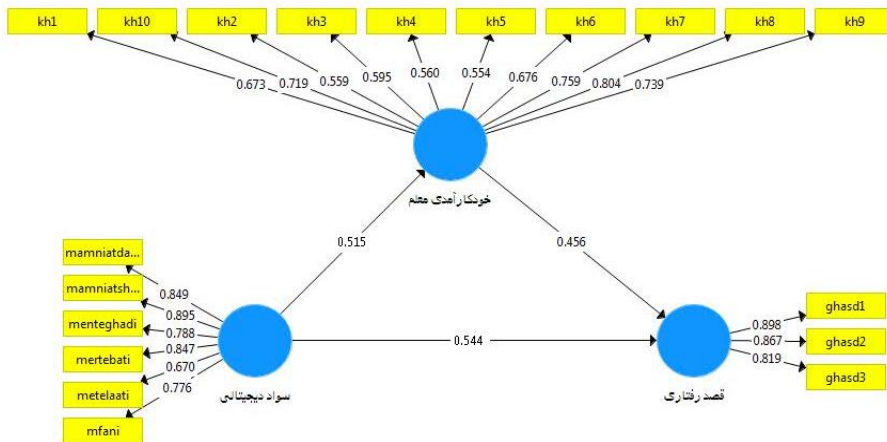 kh1 kh10 kh2 kh3 kh4 kh5 kh6 kh7 kh8 kh9
0.673 0.719 0.559 0.595 0.560 0.554 0.676 0.759 0.804 0.739
خودکارآمدی معلم
0.515
0.456
mamniatda...
mamniatsh...
menteghadi
mertebati
metelaati
mfani
0.849
0.895
0.788
0.847
0.670
0.776
سواد دیجیتالی
0.544
0.898
0.867
0.819
ghasd1
ghasd2
ghasd3
قصد رفتاری